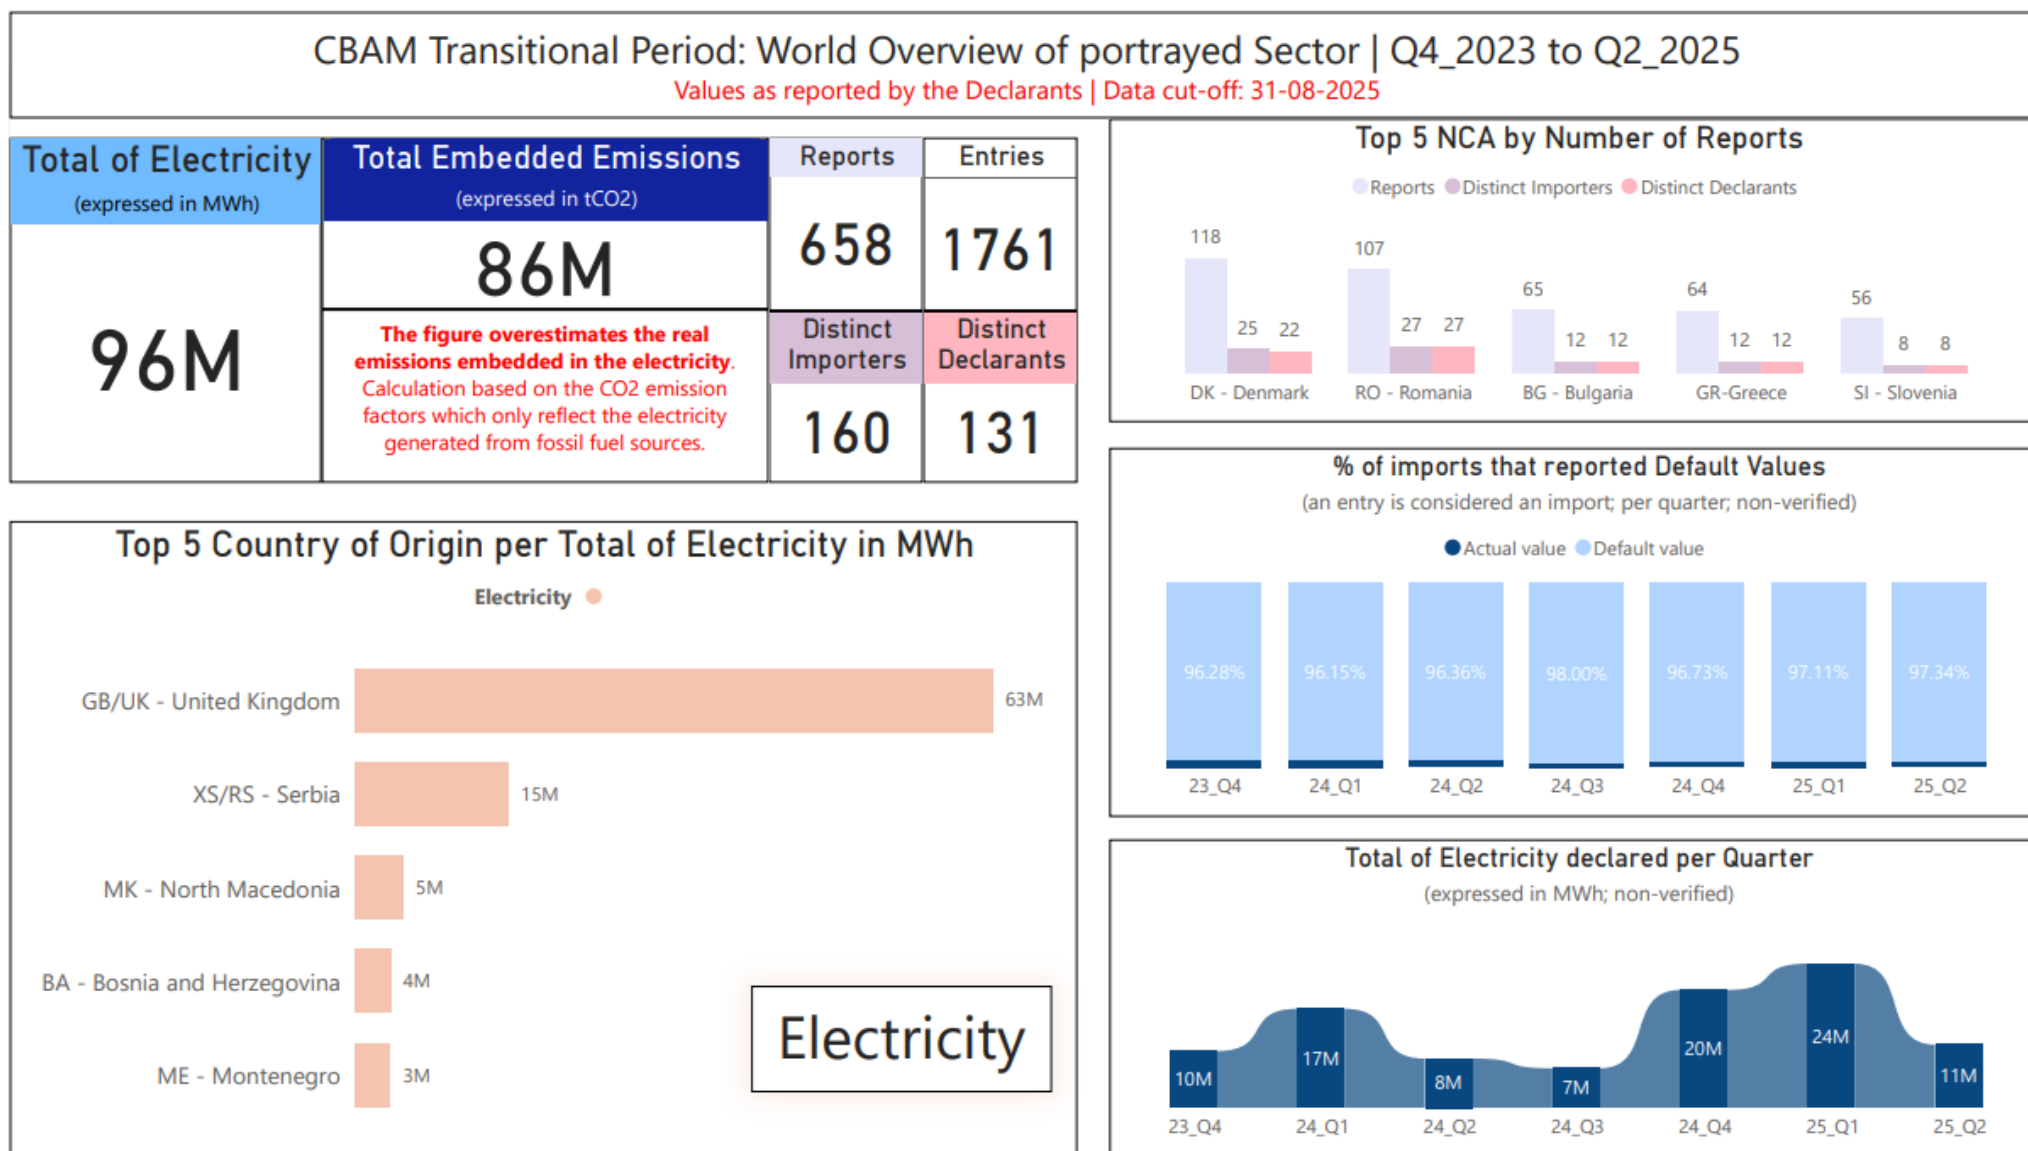 CBAM Transitional Period: World Overview of portrayed Sector | Q4_2023 to Q2_2025
Values as reported by the Declarants | Data cut-off: 31-08-2025
Total of Electricity
(expressed in MWh)
96M
Total Embedded Emissions
(expressed in tCO2)
86M
The figure overestimates the real
emissions embedded in the electricity.
Calculation based on the CO2 emission
factors which only reflect the electricity
generated from fossil fuel sources.
Reports
658
Entries
1761
Distinct
Importers
160
Distinct
Declarants
131
Top 5 NCA by Number of Reports
Reports Distinct Importers Distinct Declarants
118 25 22
107 27 27
65 12 12
64 12 12
56 8 8
DK - Denmark RO - Romania BG - Bulgaria GR-Greece SI - Slovenia
% of imports that reported Default Values
(an entry is considered an import; per quarter; non-verified)
Actual value Default value
96.28% 96.15% 96.36% 98.00% 96.73% 97.11% 97.34%
23_Q4 24_Q1 24_Q2 24_Q3 24_Q4 25_Q1 25_Q2
Top 5 Country of Origin per Total of Electricity in MWh
Electricity
GB/UK - United Kingdom 63M
XS/RS - Serbia 15M
MK - North Macedonia 5M
BA - Bosnia and Herzegovina 4M
ME - Montenegro 3M
Electricity
Total of Electricity declared per Quarter
(expressed in MWh; non-verified)
10M 17M 8M 7M 20M 24M 11M
23_Q4 24_Q1 24_Q2 24_Q3 24_Q4 25_Q1 25_Q2